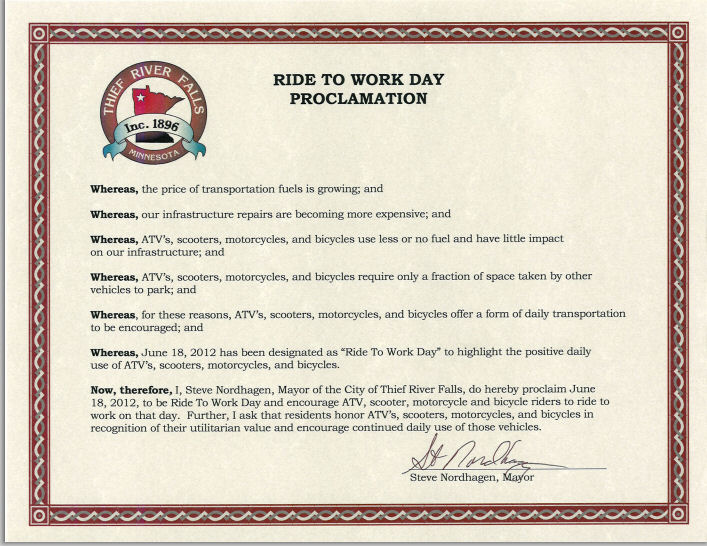 THIEF RIVER FALLS
Inc. 1896
MINNESOTA
RIDE TO WORK DAY
PROCLAMATION
Whereas, the price of transportation fuels is growing; and
Whereas, our infrastructure repairs are becoming more expensive; and
Whereas, ATV's, scooters, motorcycles, and bicycles use less or no fuel and have little impact
on our infrastructure; and
Whereas, ATV's, scooters, motorcycles, and bicycles require only a fraction of space taken by other
vehicles to park; and
Whereas, for these reasons, ATV's, scooters, motorcycles, and bicycles offer a form of daily transportation
to be encouraged; and
Whereas, June 18, 2012 has been designated as “Ride To Work Day” to highlight the positive daily
use of ATV's, scooters, motorcycles, and bicycles.
Now, therefore, I, Steve Nordhagen, Mayor of the City of Thief River Falls, do hereby proclaim June
18, 2012, to be Ride To Work Day and encourage ATV, scooter, motorcycle and bicycle riders to ride to
work on that day. Further, I ask that residents honor ATV's, scooters, motorcycles, and bicycles in
recognition of their utilitarian value and encourage continued daily use of those vehicles.
St Nordhagen
Steve Nordhagen, Mayor